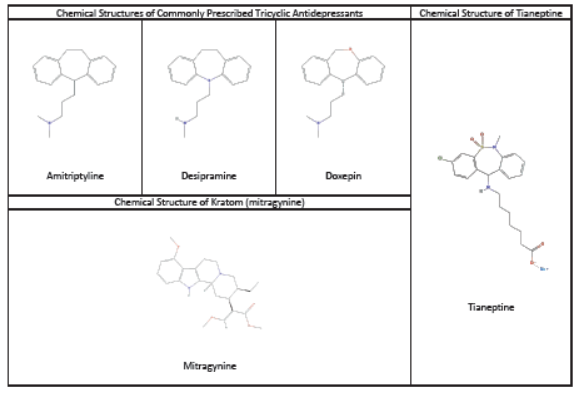 Chemical Structures of Commonly Prescribed Tricyclic Antidepressants
Chemical Structure of Tianeptine
Amitriptyline
Desipramine
Doxepin
Chemical Structure of Kratom (mitragynine)
Mitragynine
Tianeptine